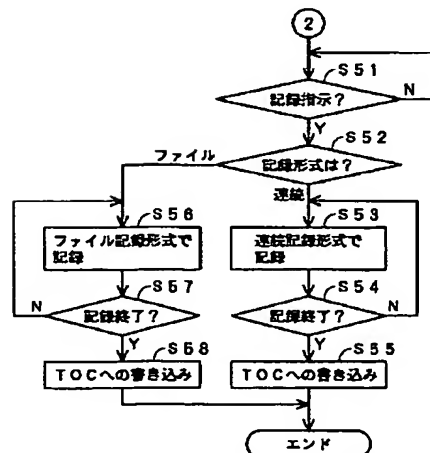 2
S51
記録指示？
N
Y
S52
ファイル
記録形式は？
連続
S56
S53
ファイル記録形式で
記録
連続記録形式で
記録
S57
S54
N
記録終了？
記録終了？
N
Y
S58
Y
S55
TOCへの書き込み
TOCへの書き込み
エンド